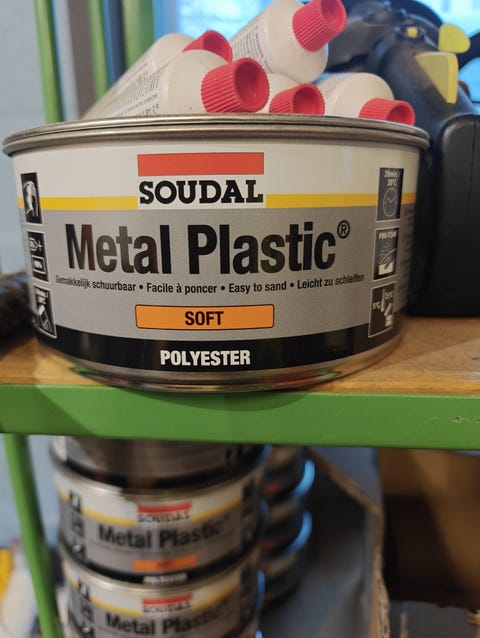 SOUDAL
20min/
20°C
Metal Plastic®
Gemakkelijk schuurbaar • Facile à poncer • Easy to sand • Leicht zu schleifen
SOFT
POLYESTER
SOUDAL
Metal Plastic®
SOUDAL
Metal Plastic